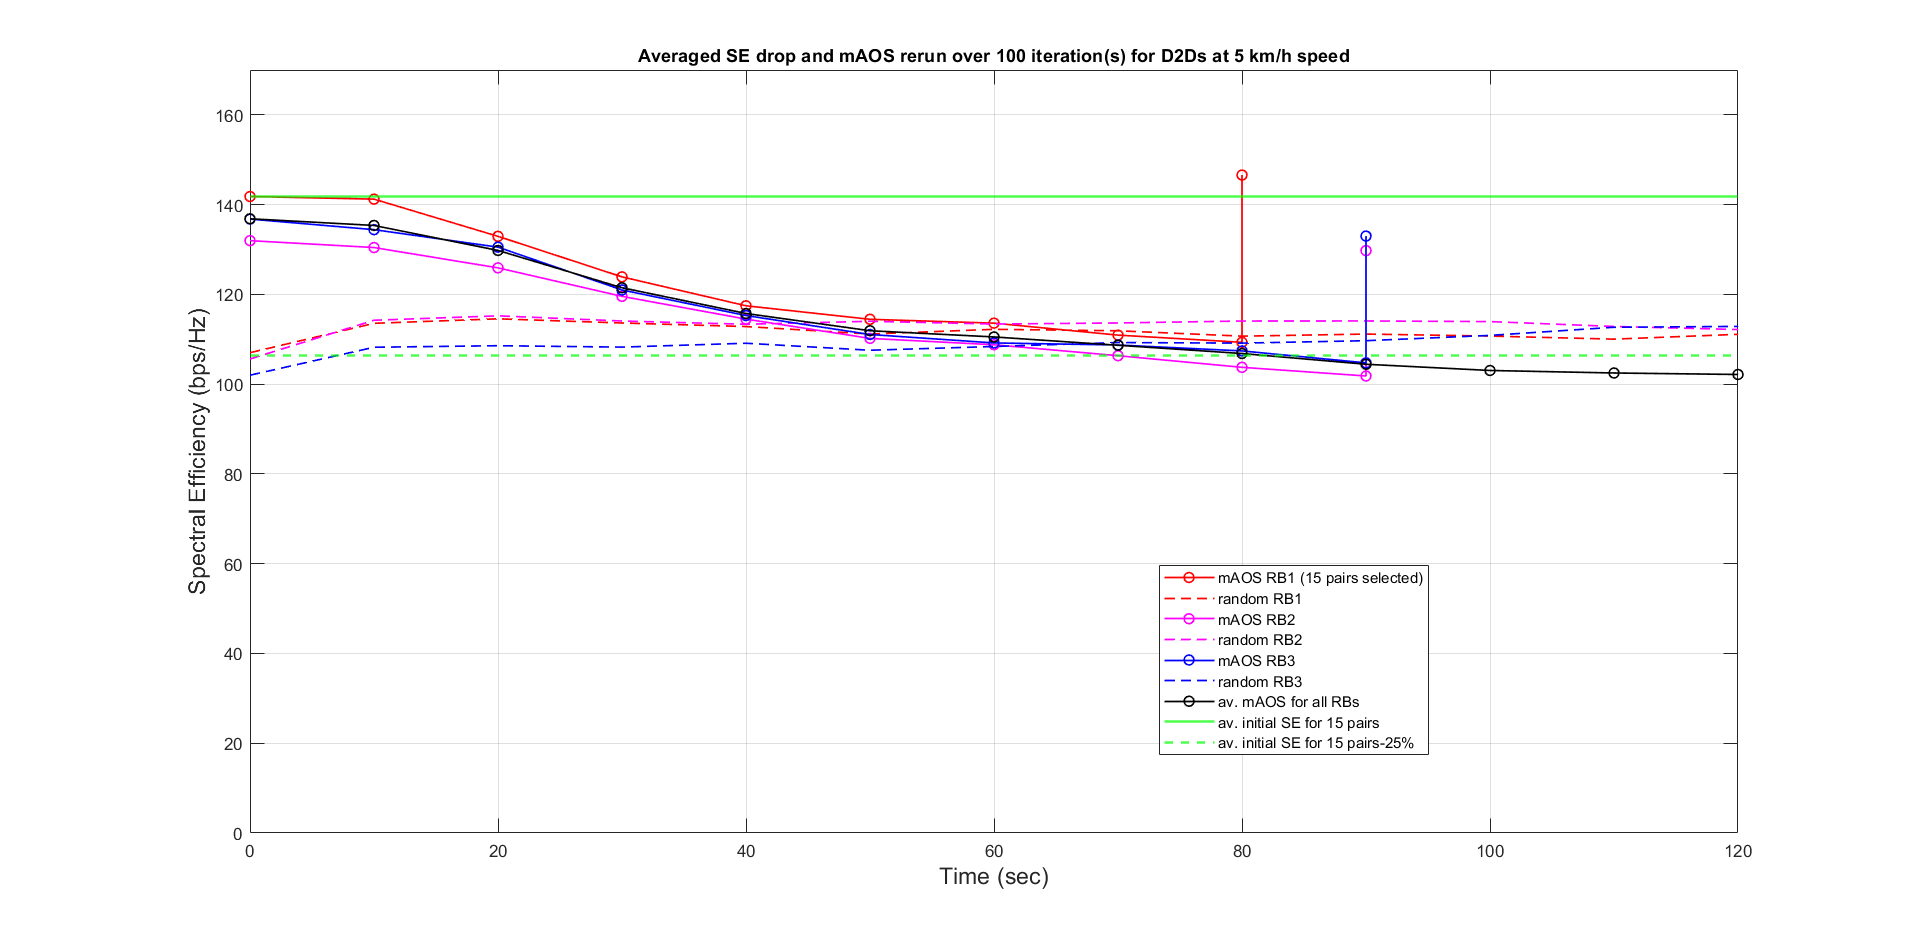 Averaged SE drop and mAOS rerun over 100 iteration(s) for D2Ds at 5 km/h speed
Spectral Efficiency (bps/Hz)
160
140
120
100
80
60
40
20
0
mAOS RB1 (15 pairs selected)
random RB1
mAOS RB2
random RB2
mAOS RB3
random RB3
av. mAOS for all RBs
av. initial SE for 15 pairs
av. initial SE for 15 pairs-25%
0 20 40 60 80 100 120
Time (sec)